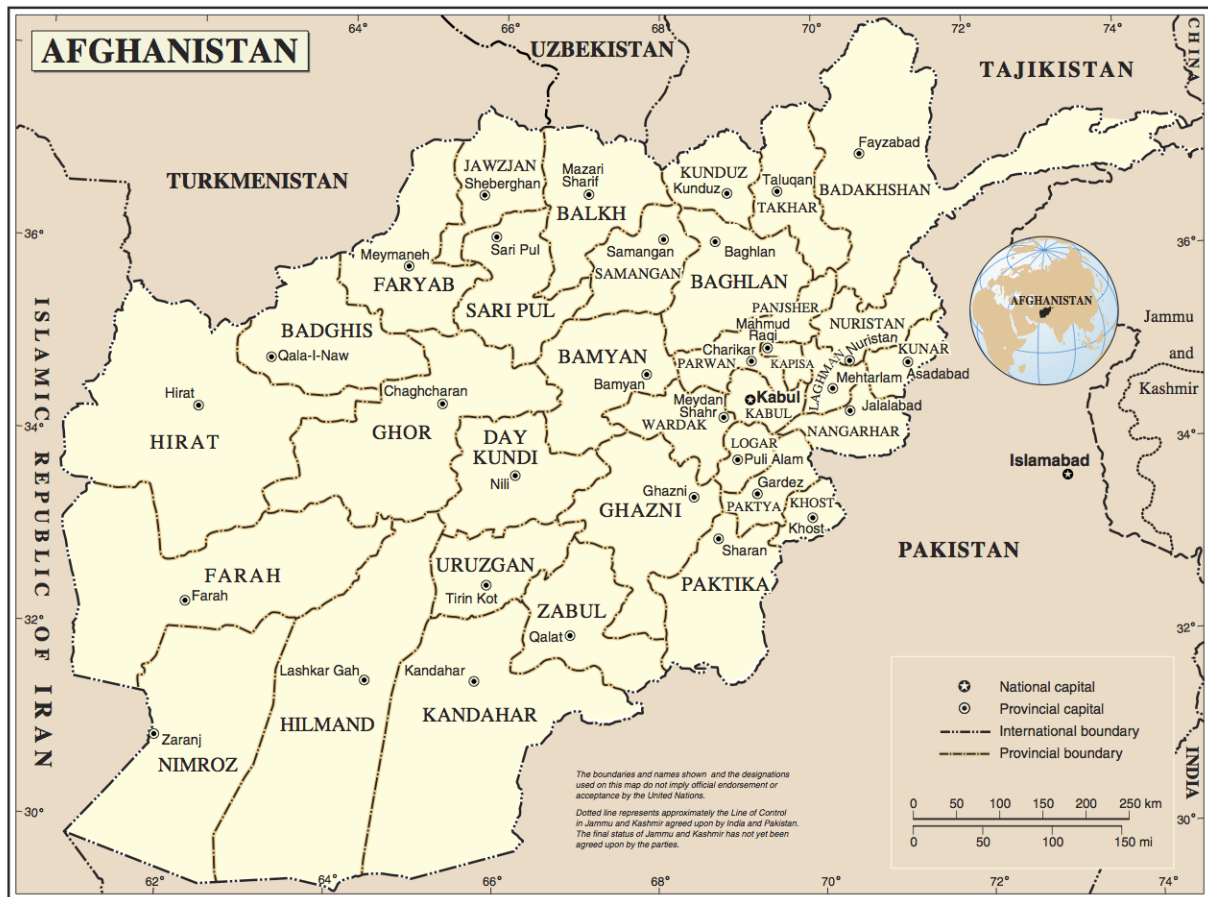 64°
66°
68°
70°
72°
74°
AFGHANISTAN
UZBEKISTAN
TAJIKISTAN
CHINA
TURKMENISTAN
JAWZJAN
Sheberghan
Mazari
Sharif
BALKH
KUNDUZ
Kunduz
Taluqan
TAKHAR
Fayzabad
BADAKHSHAN
36°
36°
Meymaneh
FARYAB
Sari Pul
SARI PUL
Samangan
SAMANGAN
Baghlan
BAGHLAN
PANJSHER
BADGHIS
Qala-I-Naw
BAMYAN
Bamyan
Mahmud
Raqi
Charikar
PARWAN
KAPISA
NURISTAN
Nuristan
KUNAR
Asadabad
LAGHMAN
Mehtarlam
AFGHANISTAN
Jammu
and
Kashmir
Hirat
HIRAT
Chaghcharan
GHOR
DAY
KUNDI
Nili
Meydan
Shahr
WARDAK
Kabul
KABUL
Jalalabad
NANGARHAR
34°
34°
LOGAR
Puli Alam
Islamabad
Ghazni
GHAZNI
Gardez
PAKTYA
KHOST
Khost
Sharan
PAKTIKA
PAKISTAN
ISLAMIC REPUBLIC OF IRAN
FARAH
Farah
URUZGAN
Tirin Kot
ZABUL
Qalat
32°
32°
Lashkar Gah
HILMAND
Kandahar
KANDAHAR
Zaranj
NIMROZ
30°
30°
INDIA
National capital
Provincial capital
International boundary
Provincial boundary
0 50 100 150 200 250 km
0 50 100 150 mi
The boundaries and names shown and the designations
used on this map do not imply official endorsement or
acceptance by the United Nations.
Dotted line represents approximately the Line of Control
in Jammu and Kashmir agreed upon by India and Pakistan.
The final status of Jammu and Kashmir has not yet been
agreed upon by the parties.
62°
64°
66°
68°
70°
72°
74°